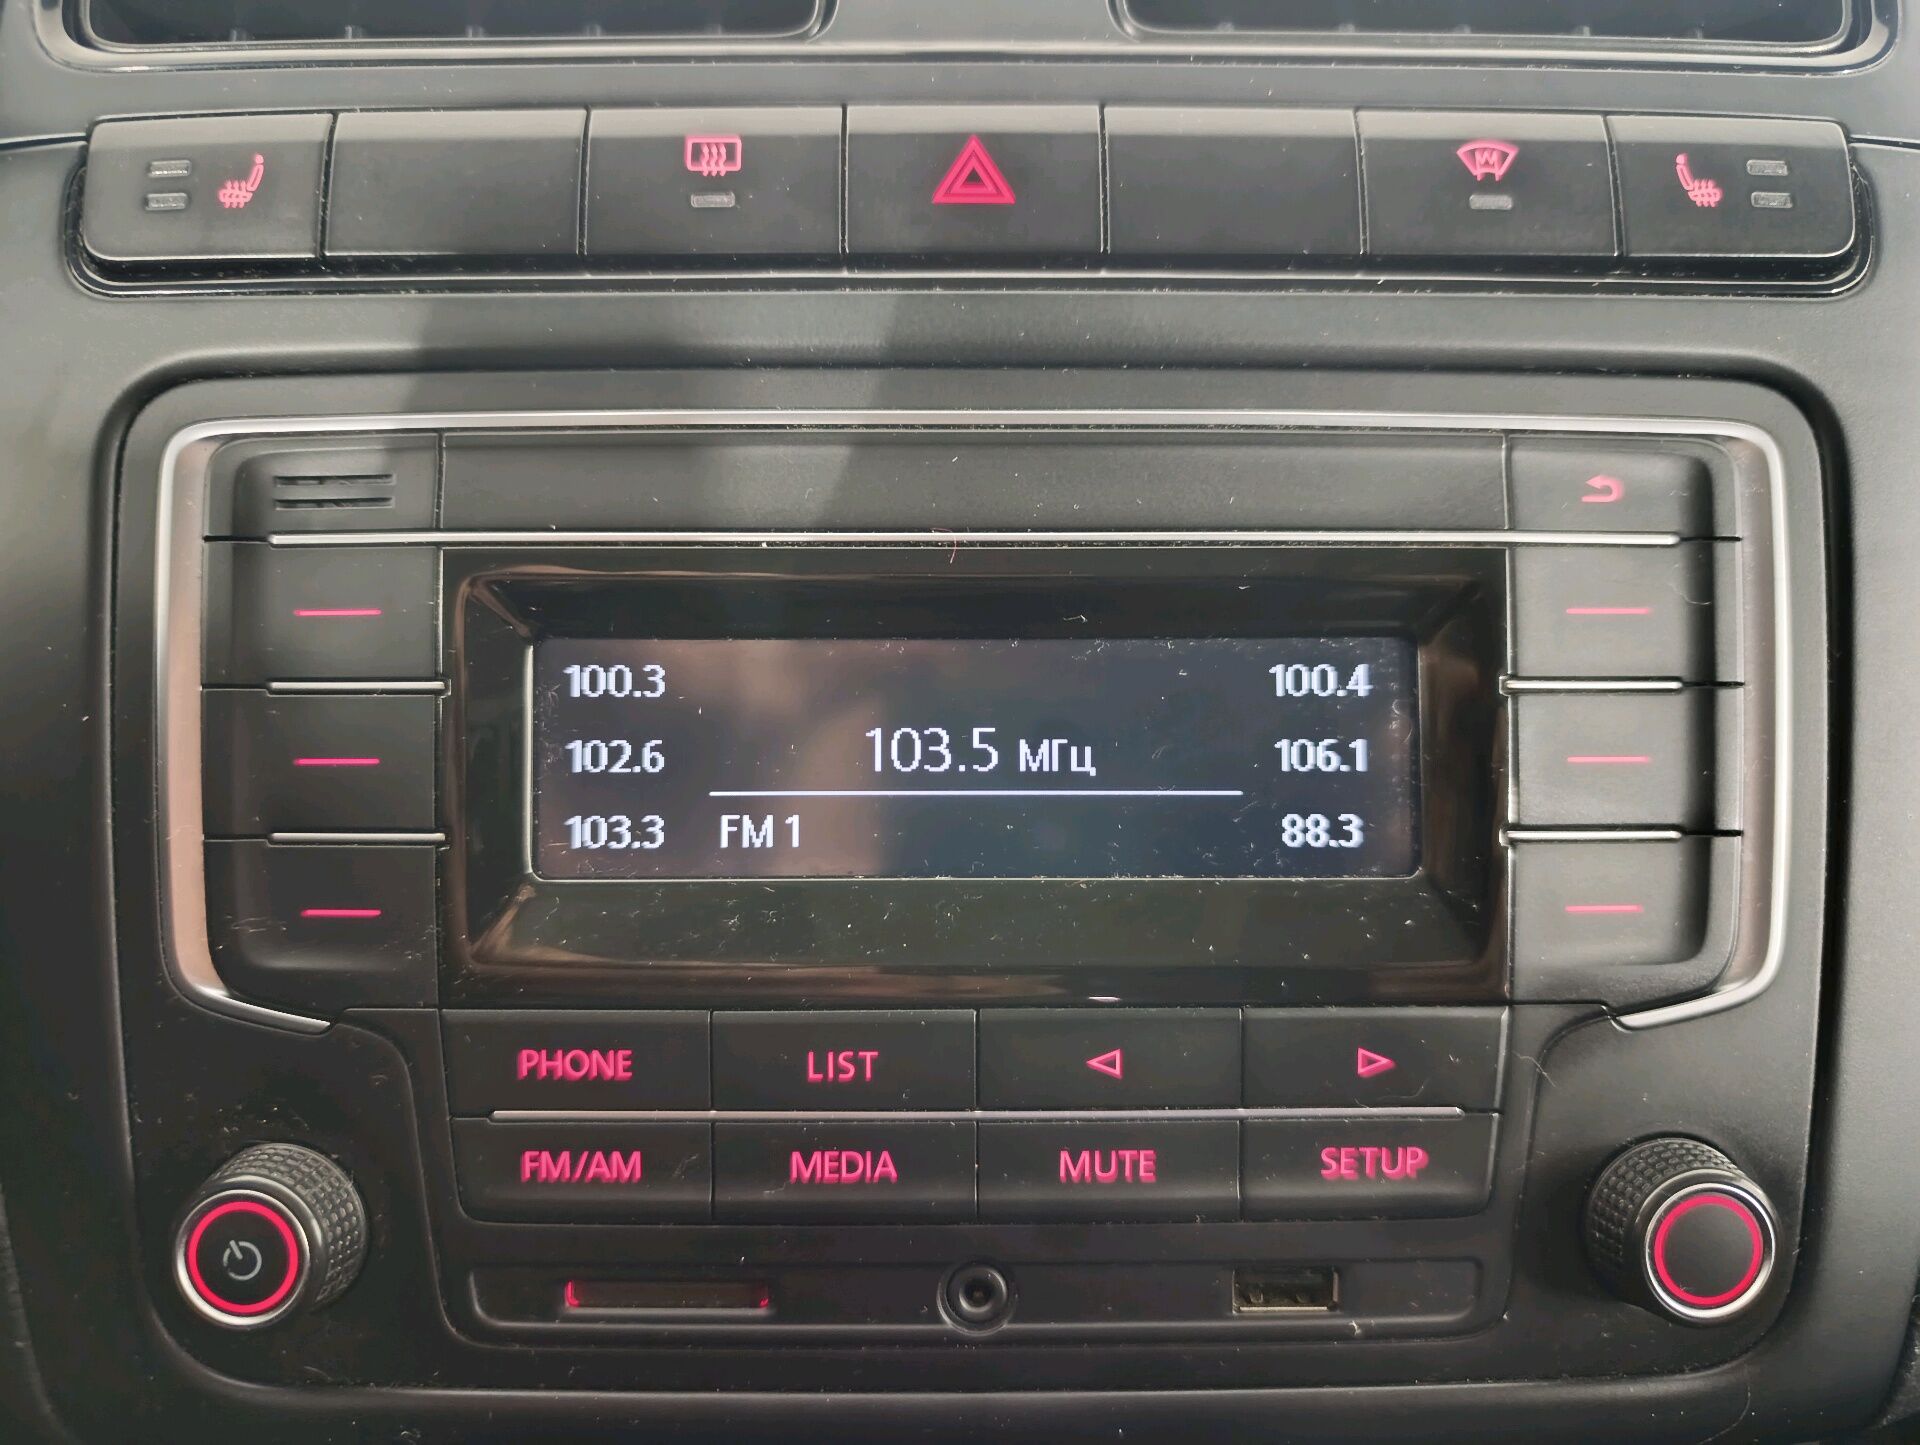 100.3
100.4
102.6
103.5 МГц
106.1
103.3
FM 1
88.3
PHONE
LIST
FM/AM
MEDIA
MUTE
SETUP